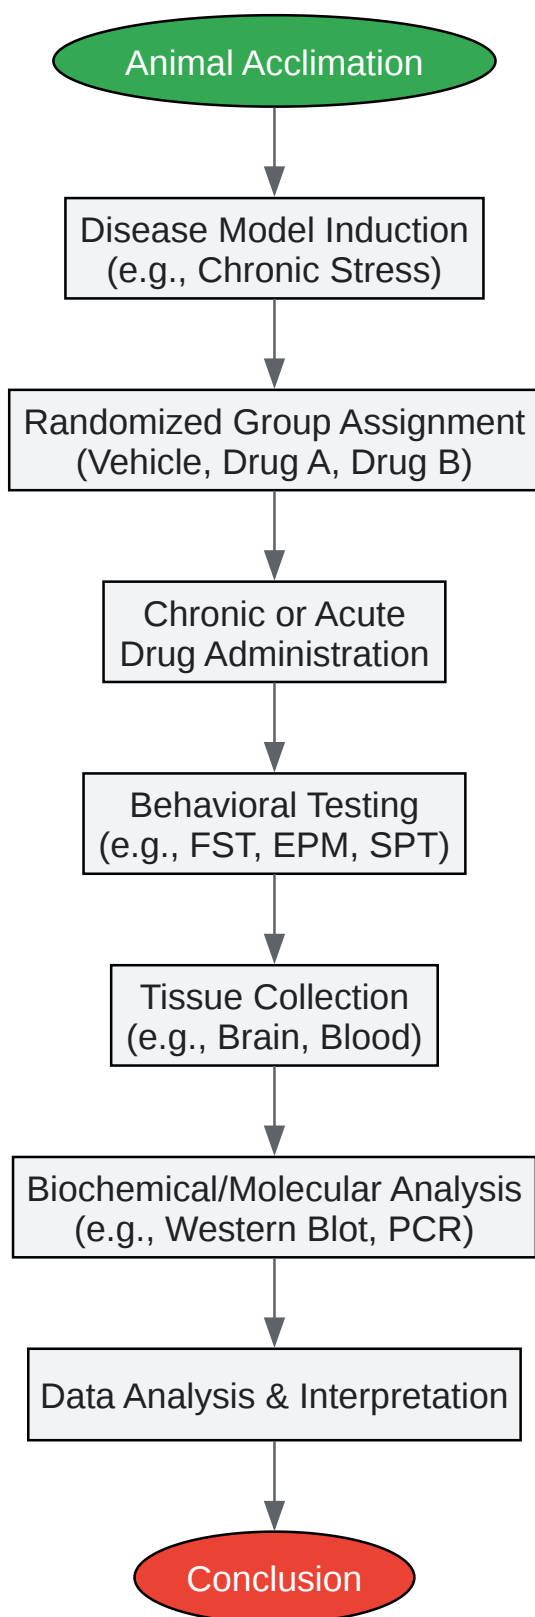 Animal Acclimation
Disease Model Induction
(e.g., Chronic Stress)
Randomized Group Assignment
(Vehicle, Drug A, Drug B)
Chronic or Acute
Drug Administration
Behavioral Testing
(e.g., FST, EPM, SPT)
Tissue Collection
(e.g., Brain, Blood)
Biochemical/Molecular Analysis
(e.g., Western Blot, PCR)
Data Analysis & Interpretation
Conclusion